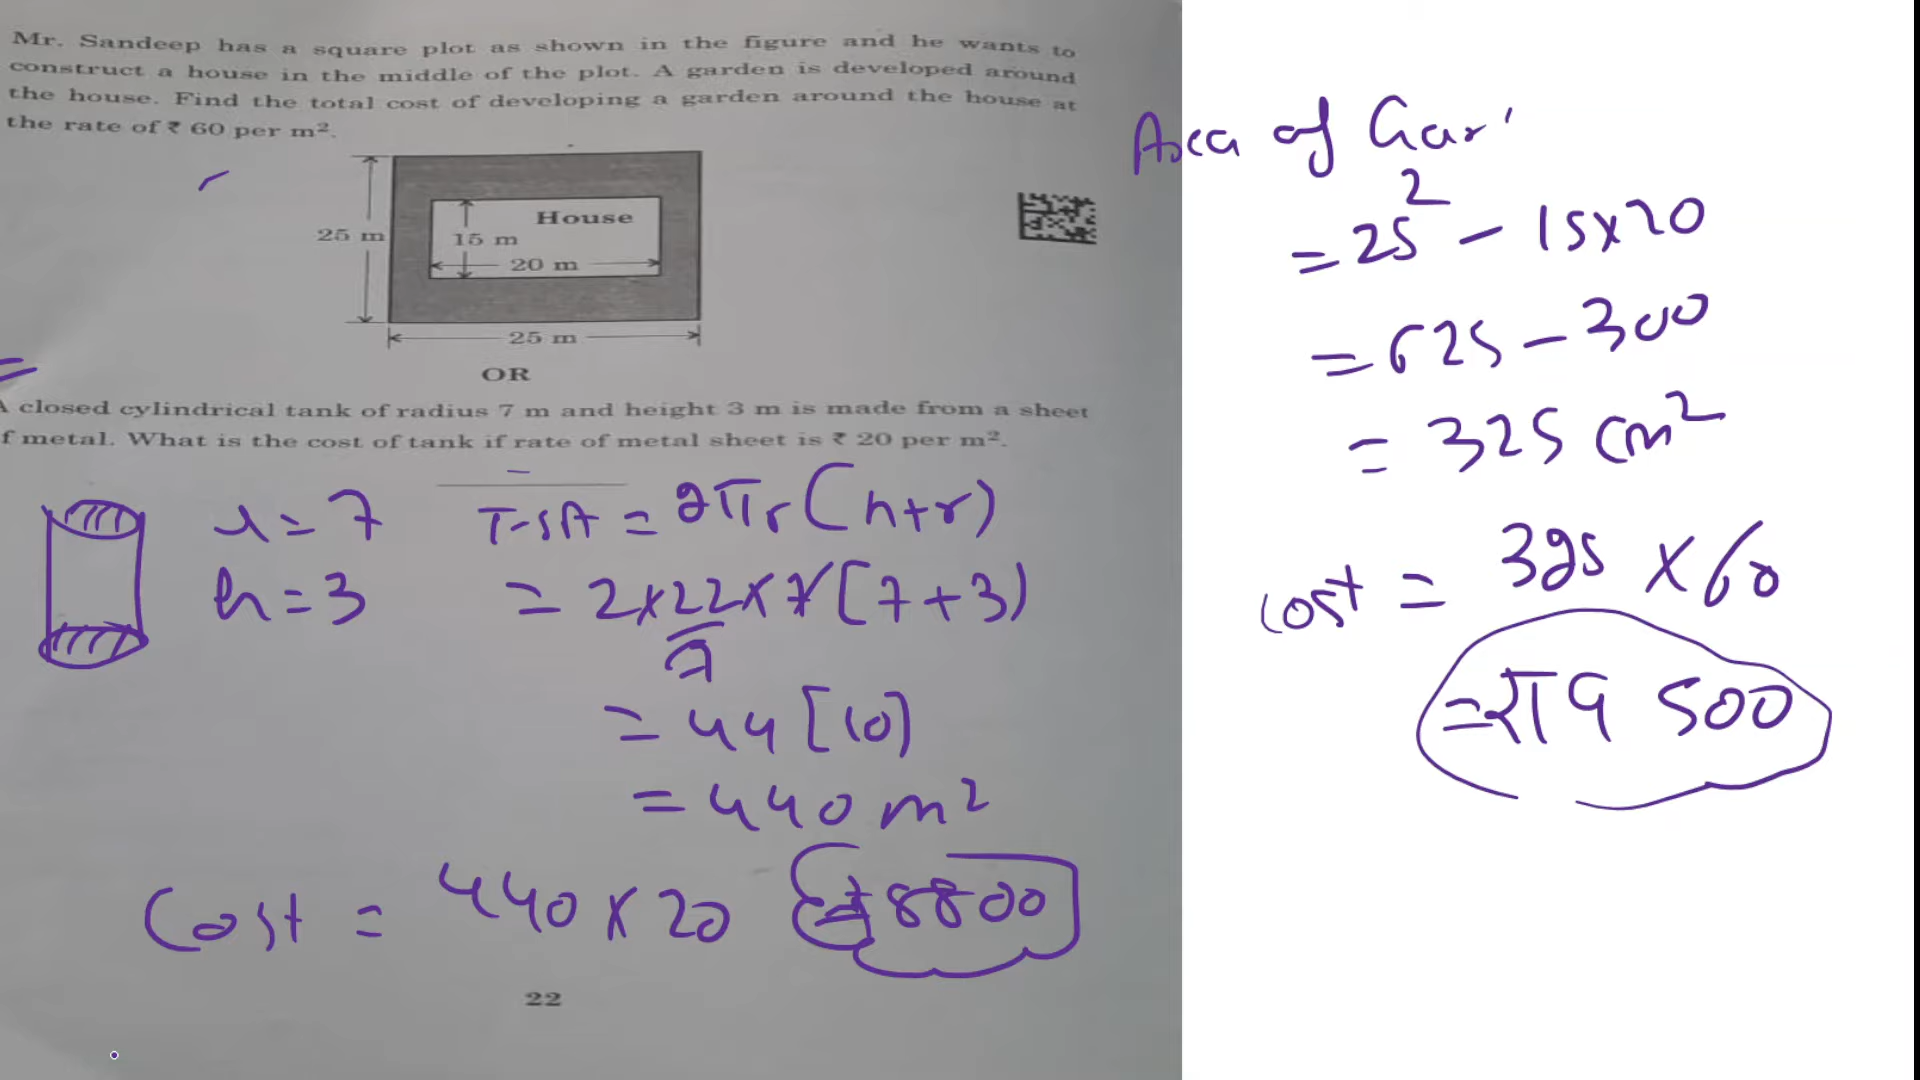 Mr. Sandeep has a square plot as shown in the figure and he wants to
construct a house in the middle of the plot. A garden is developed around
the house. Find the total cost of developing a garden around the house at
the rate of ₹ 60 per m².
House
25 m
15 m
20 m
25 m
OR
A closed cylindrical tank of radius 7 m and height 3 m is made from a sheet
f metal. What is the cost of tank if rate of metal sheet is ₹ 20 per m².
r = 7
h = 3
T-SA = 2πr (h+r)
= 2×22×7 [7+3)
7
= 44 [10]
= 440 m²
Cost = 440 × 20 = ₹8800
22
Area of Gar
= 25² - 15×20
= 625 - 300
= 325 cm²
cost = 325 × 60
= 500